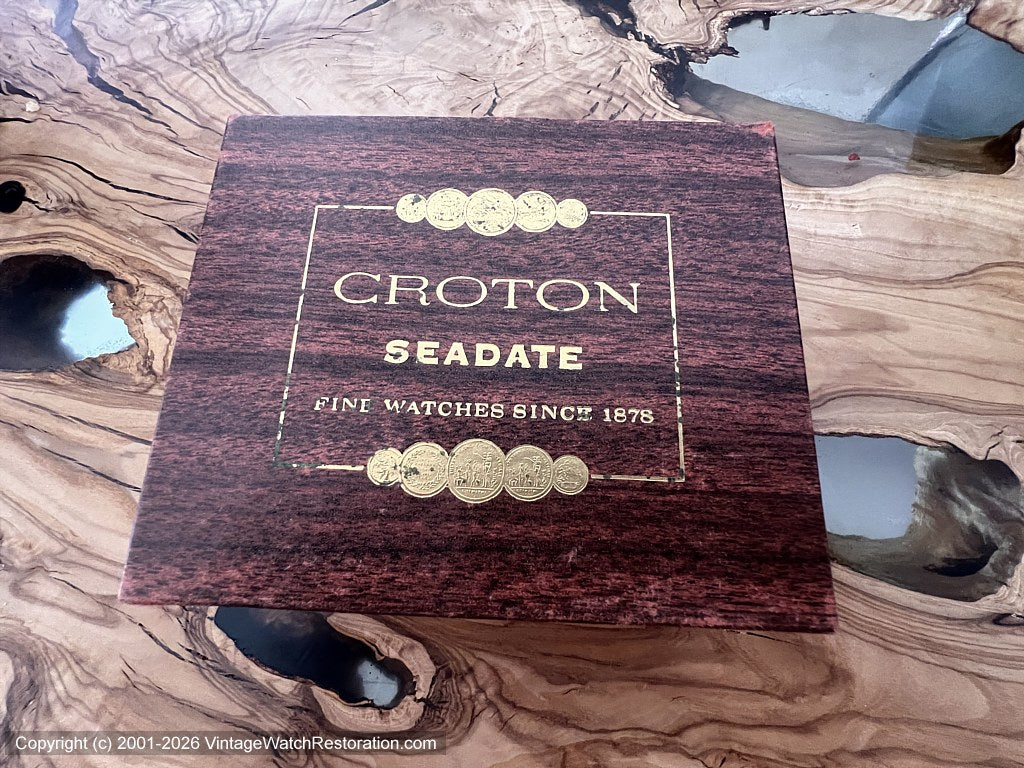 CROTON
SEADATE
FINE WATCHES SINCE 1878
Copyright (c) 2001-2026 VintageWatchRestoration.com